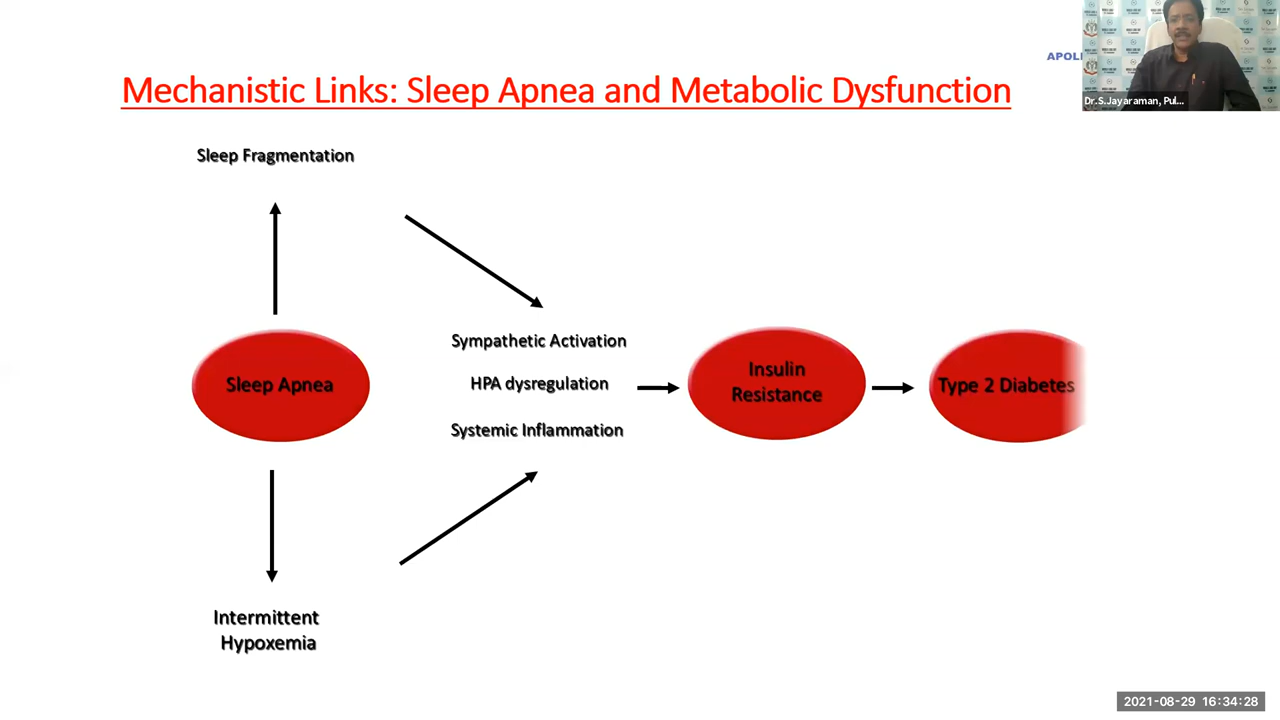 APOLL
Mechanistic Links: Sleep Apnea and Metabolic Dysfunction
Dr.S.Jayaraman, Pul...
Sleep Fragmentation
Sympathetic Activation
HPA dysregulation
Systemic Inflammation
Sleep Apnea
Insulin
Resistance
Type 2 Diabetes
Intermittent
Hypoxemia
2021-08-29 16:34:28